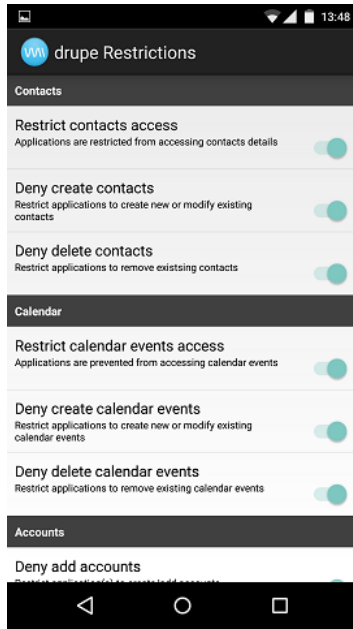 13:48
drupe Restrictions
Contacts
Restrict contacts access
Applications are restricted from accessing contacts details
Deny create contacts
Restrict applications to create new or modify existing
contacts
Deny delete contacts
Restrict applications to remove existsing contacts
Calendar
Restrict calendar events access
Applications are prevented from accessing calendar events
Deny create calendar events
Restrict applications to create new or modify existing
calendar events
Deny delete calendar events
Restrict applications to remove existing calendar events
Accounts
Deny add accounts